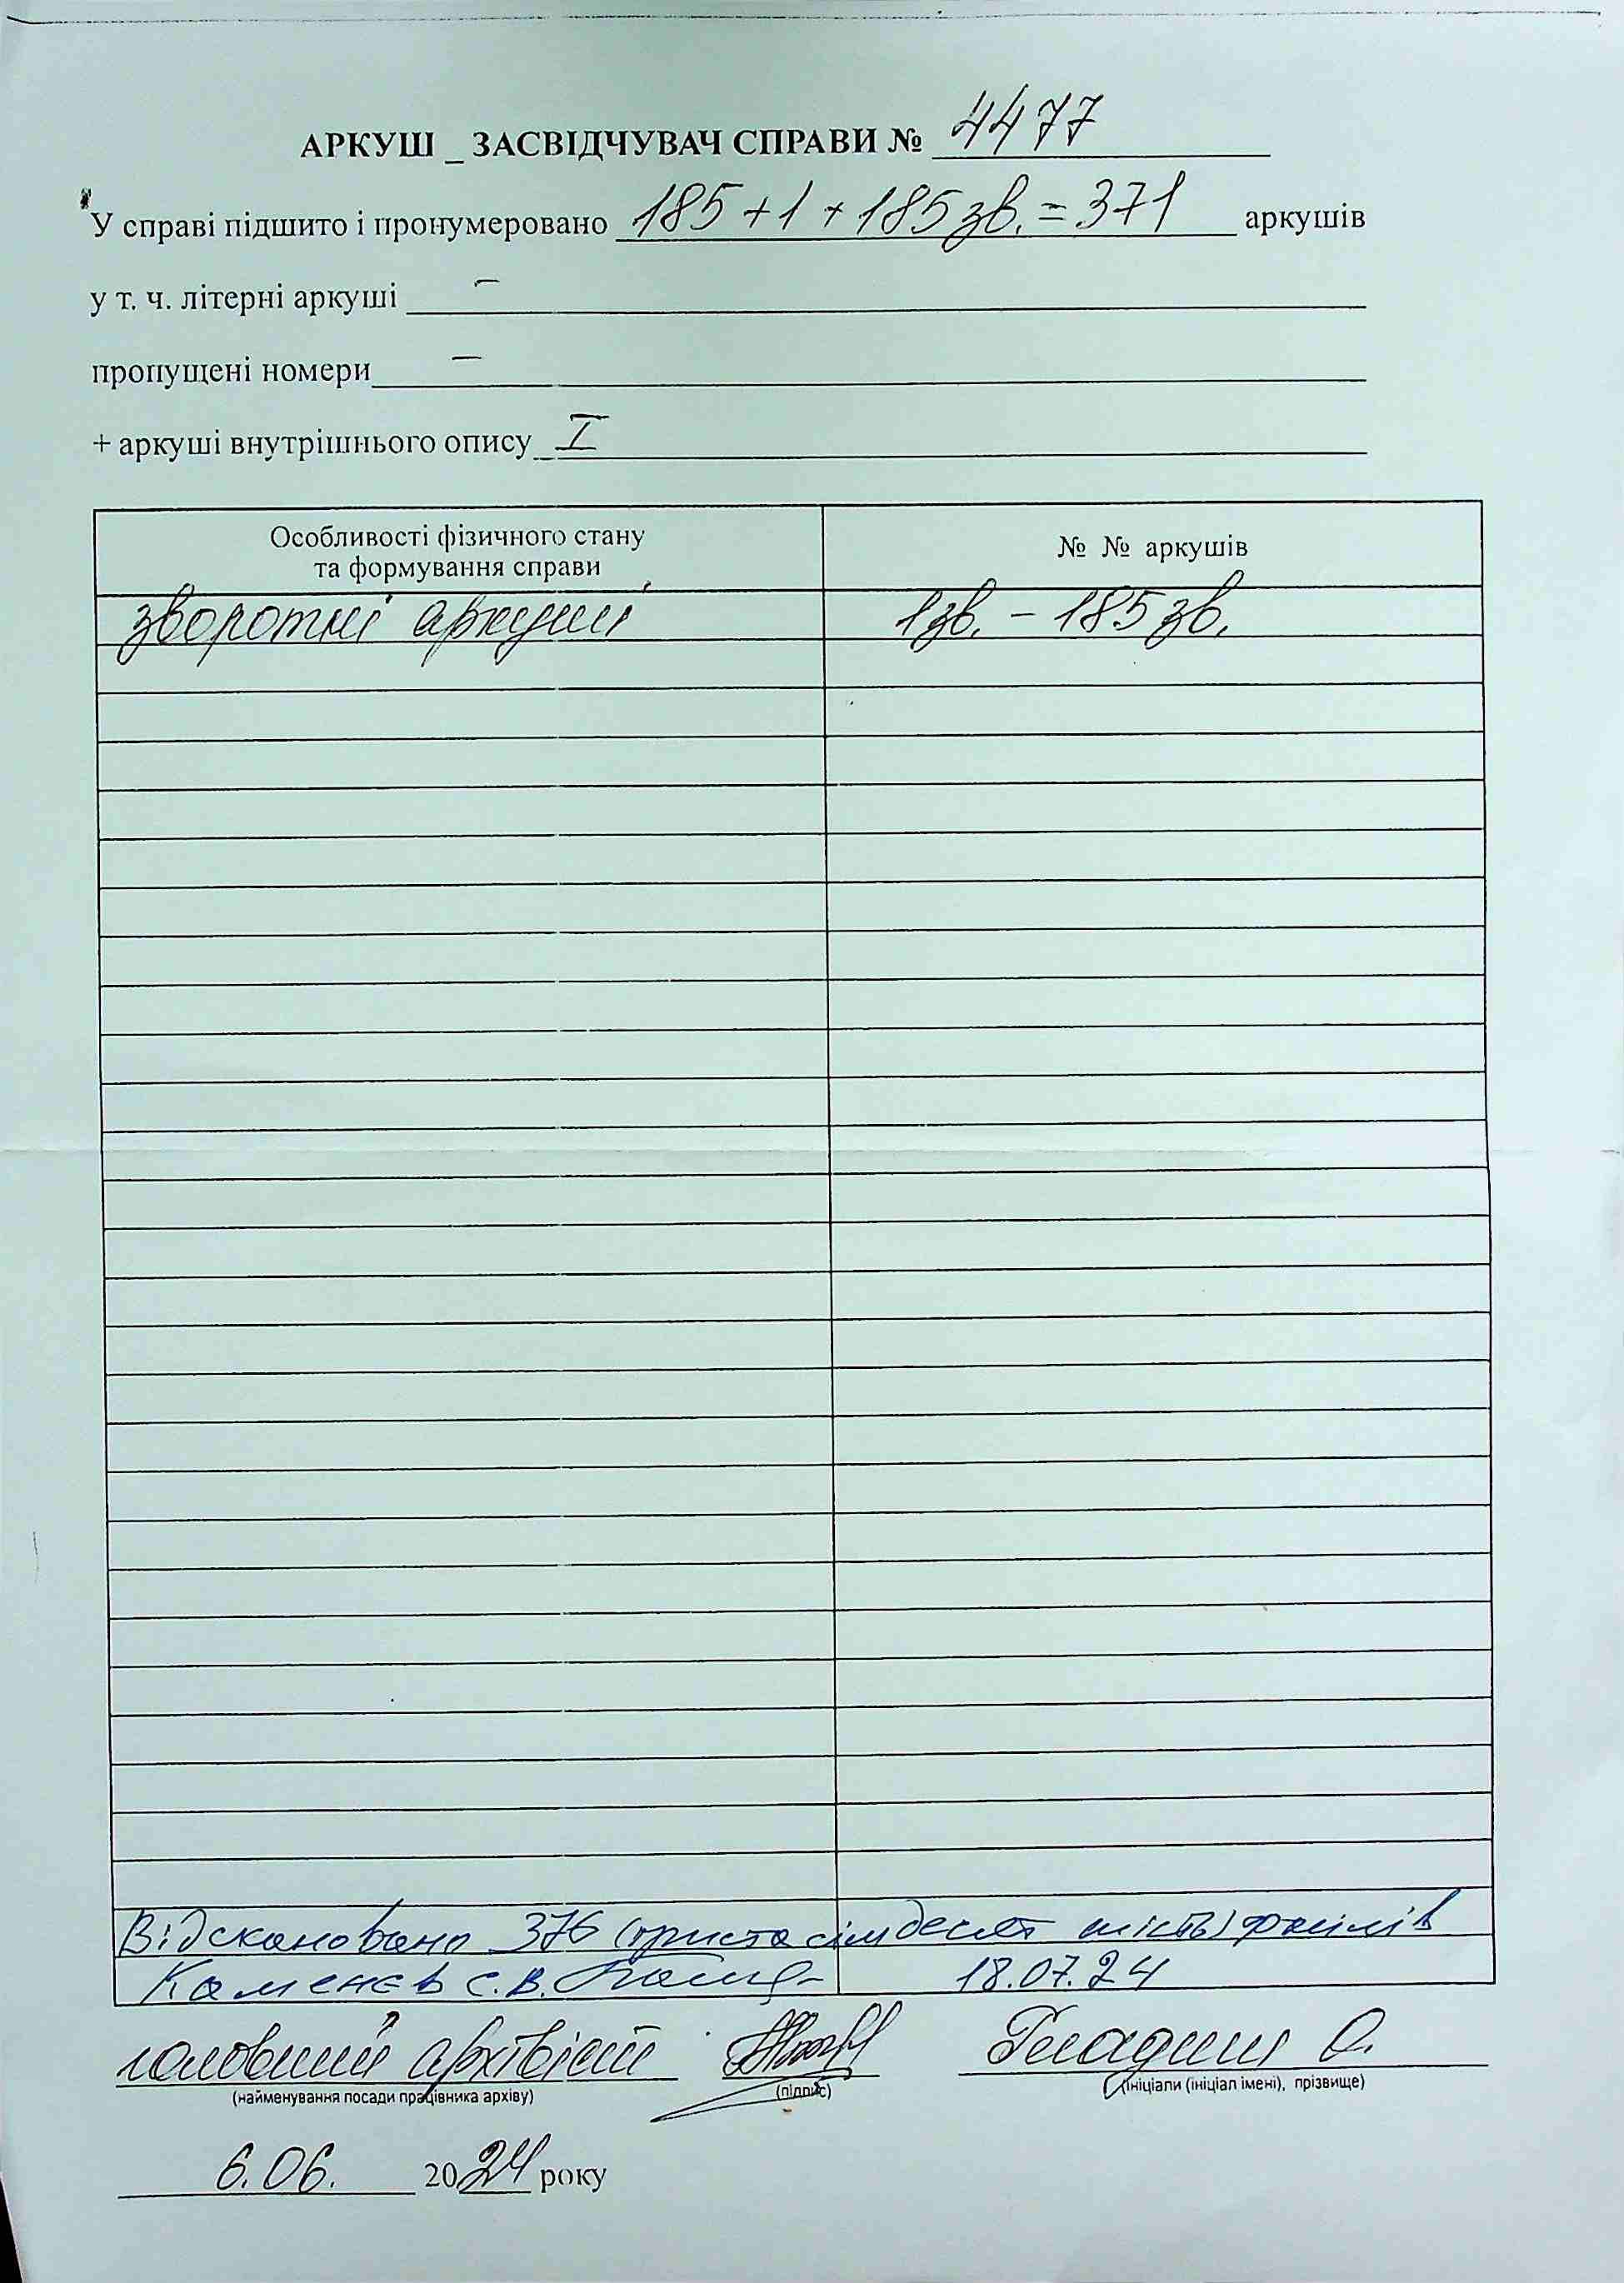 АРКУШ _ ЗАСВІДЧУВАЧ СПРАВИ № 4477
У справі підшито і пронумеровано 185+1+185зв.=371 аркушів
у т. ч. літерні аркуші –
пропущені номери –
+ аркуші внутрішнього опису I
Особливості фізичного стану
та формування справи
№ № аркушів
зворотні аркуші 1зв. – 185зв.
Відскановано 376 (триста сімдесят шість) файлів
Каменєв С.В. 18.07.24
головний архівіст Гладиш О.
(найменування посади працівника архіву) (підпис) (ініціали (ініціал імені), прізвище)
6.06. 2024 року